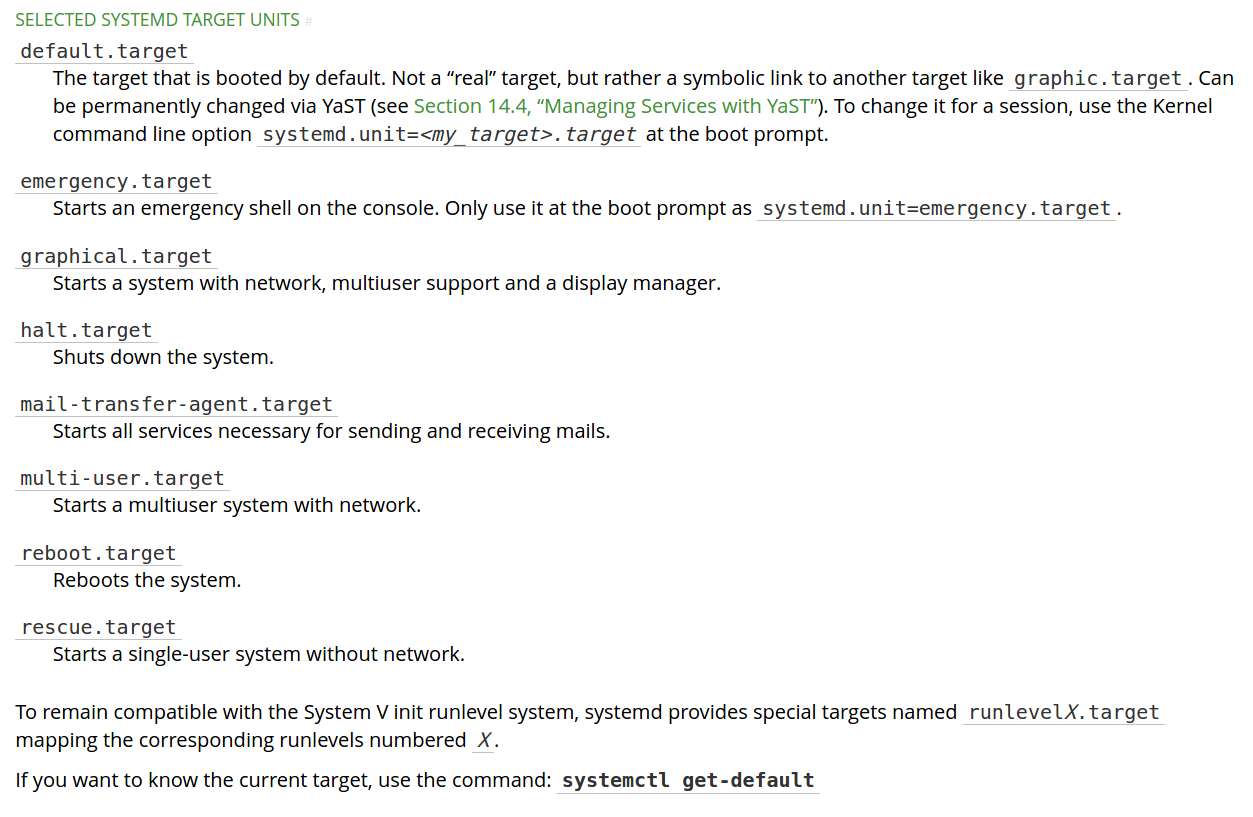 SELECTED SYSTEMD TARGET UNITS #
default.target
The target that is booted by default. Not a “real” target, but rather a symbolic link to another target like graphic.target. Can
be permanently changed via YaST (see Section 14.4, “Managing Services with YaST”). To change it for a session, use the Kernel
command line option systemd.unit=<my_target>.target at the boot prompt.
emergency.target
Starts an emergency shell on the console. Only use it at the boot prompt as systemd.unit=emergency.target.
graphical.target
Starts a system with network, multiuser support and a display manager.
halt.target
Shuts down the system.
mail-transfer-agent.target
Starts all services necessary for sending and receiving mails.
multi-user.target
Starts a multiuser system with network.
reboot.target
Reboots the system.
rescue.target
Starts a single-user system without network.
To remain compatible with the System V init runlevel system, systemd provides special targets named runlevelX.target
mapping the corresponding runlevels numbered X.
If you want to know the current target, use the command: systemctl get-default